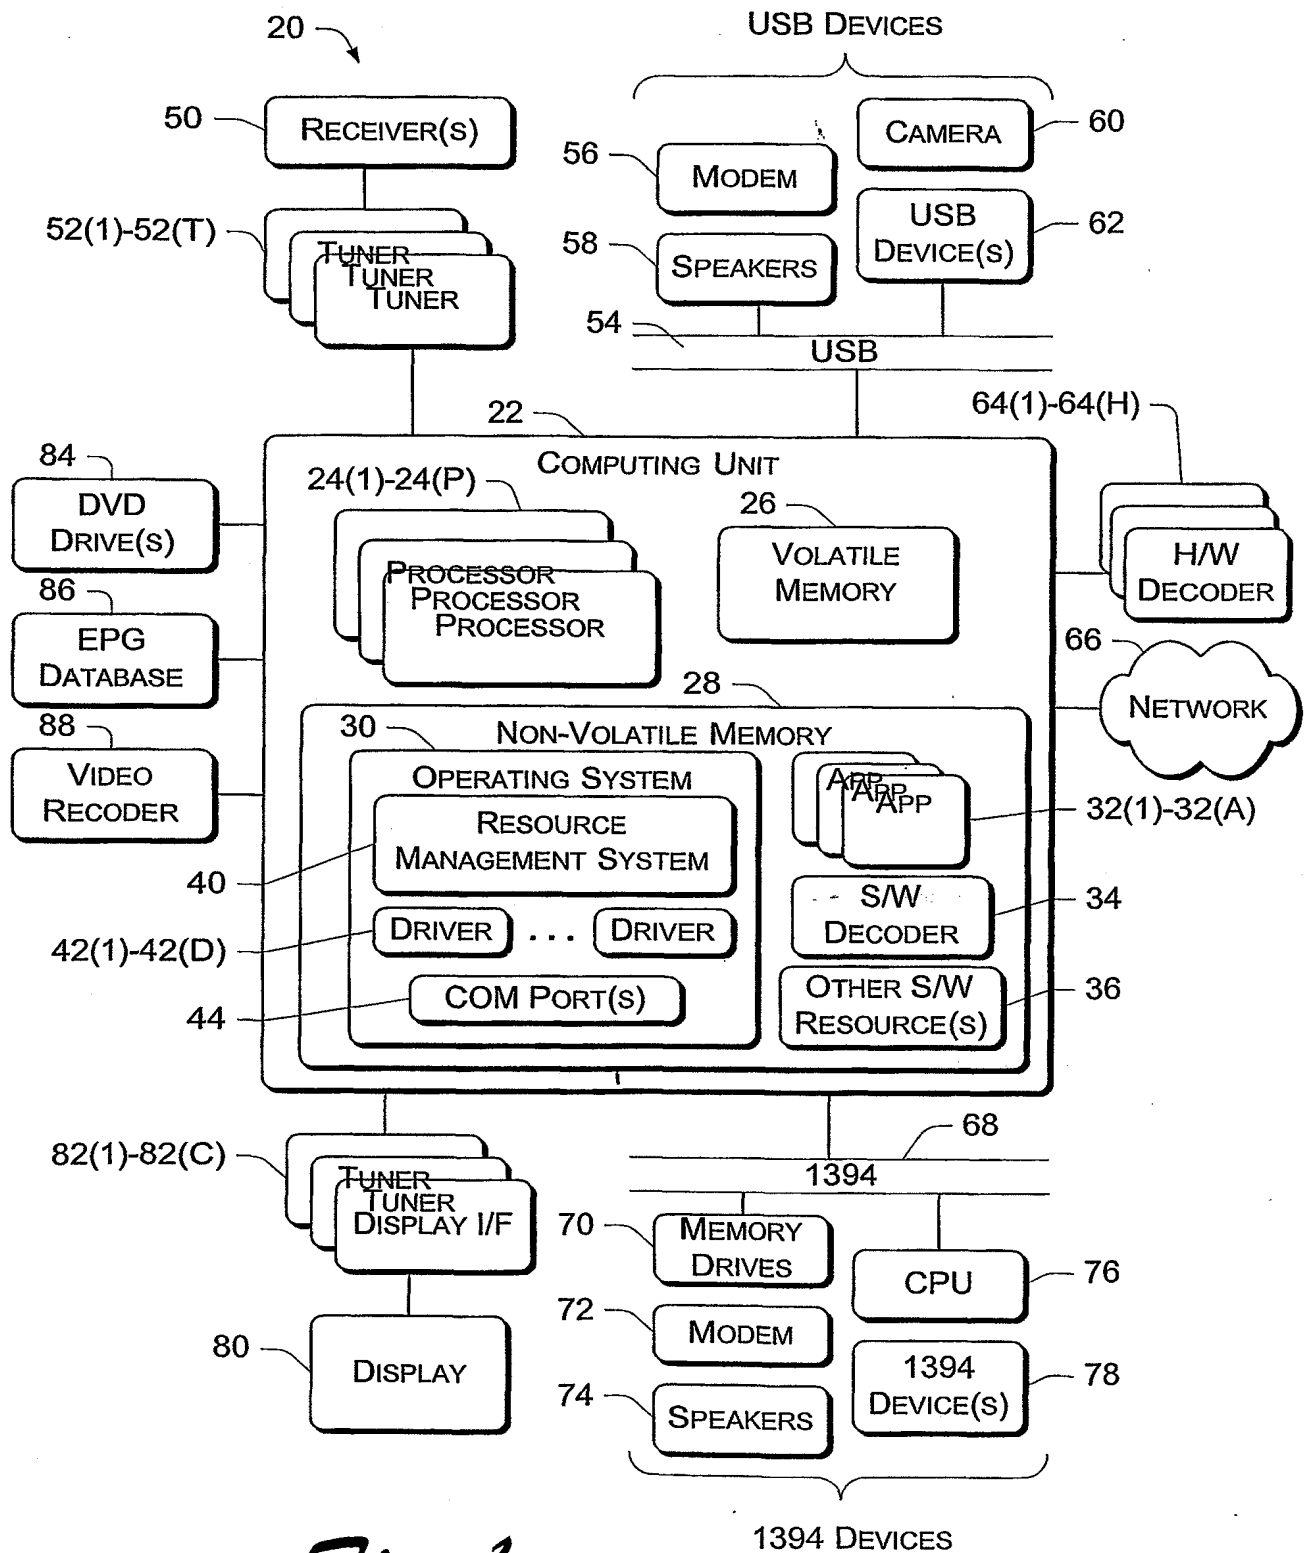 USB DEVICES
20
50
RECEIVER(S)
CAMERA
60
56
MODEM
52(1)-52(T)
TUNER
TUNER
TUNER
USB
DEVICE(S)
62
58
SPEAKERS
54
USB
22
64(1)-64(H)
COMPUTING UNIT
84
DVD
DRIVE(S)
24(1)-24(P)
PROCESSOR
PROCESSOR
PROCESSOR
26
VOLATILE
MEMORY
H/W
DECODER
86
EPG
DATABASE
66
NETWORK
28
NON-VOLATILE MEMORY
88
VIDEO
RECODER
30
OPERATING SYSTEM
APP
APP
APP
32(1)-32(A)
RESOURCE
MANAGEMENT SYSTEM
40
S/W
DECODER
34
DRIVER
...
DRIVER
42(1)-42(D)
COM PORT(S)
44
OTHER S/W
RESOURCE(S)
36
68
1394
82(1)-82(C)
TUNER
TUNER
DISPLAY I/F
70
MEMORY
DRIVES
CPU
76
72
MODEM
80
DISPLAY
1394
DEVICE(S)
78
74
SPEAKERS
1394 DEVICES